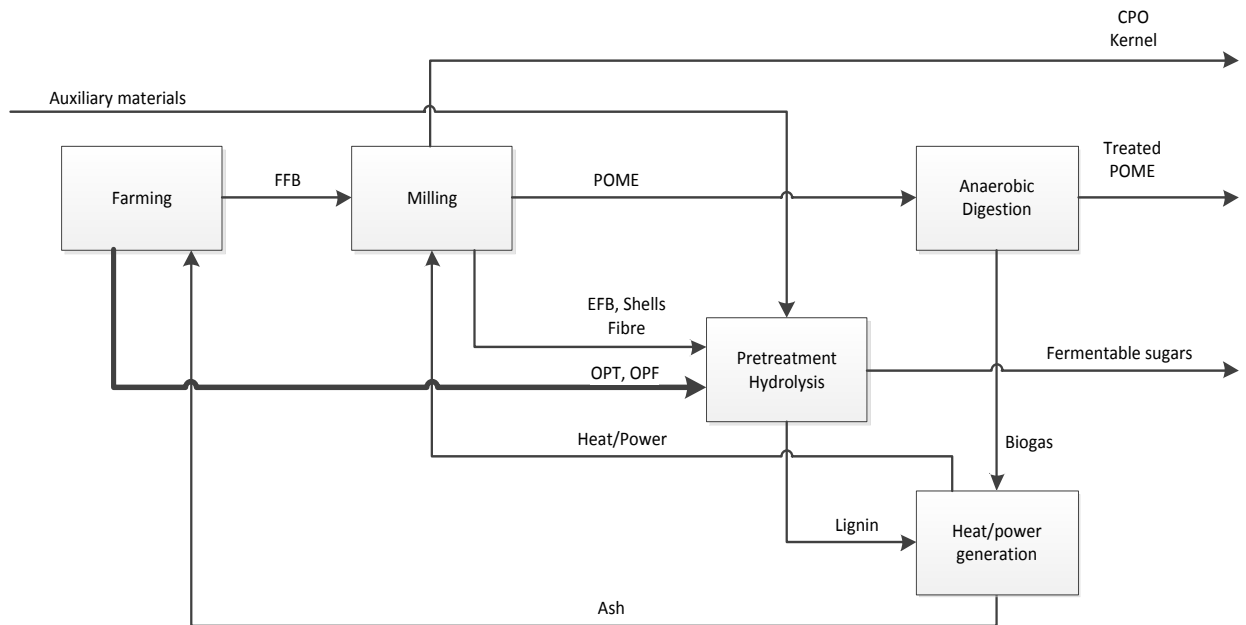 CPO
Kernel
Auxiliary materials
Farming
FFB
Milling
POME
Anaerobic
Digestion
Treated
POME
EFB, Shells
Fibre
OPT, OPF
Pretreatment
Hydrolysis
Fermentable sugars
Heat/Power
Biogas
Lignin
Heat/power
generation
Ash